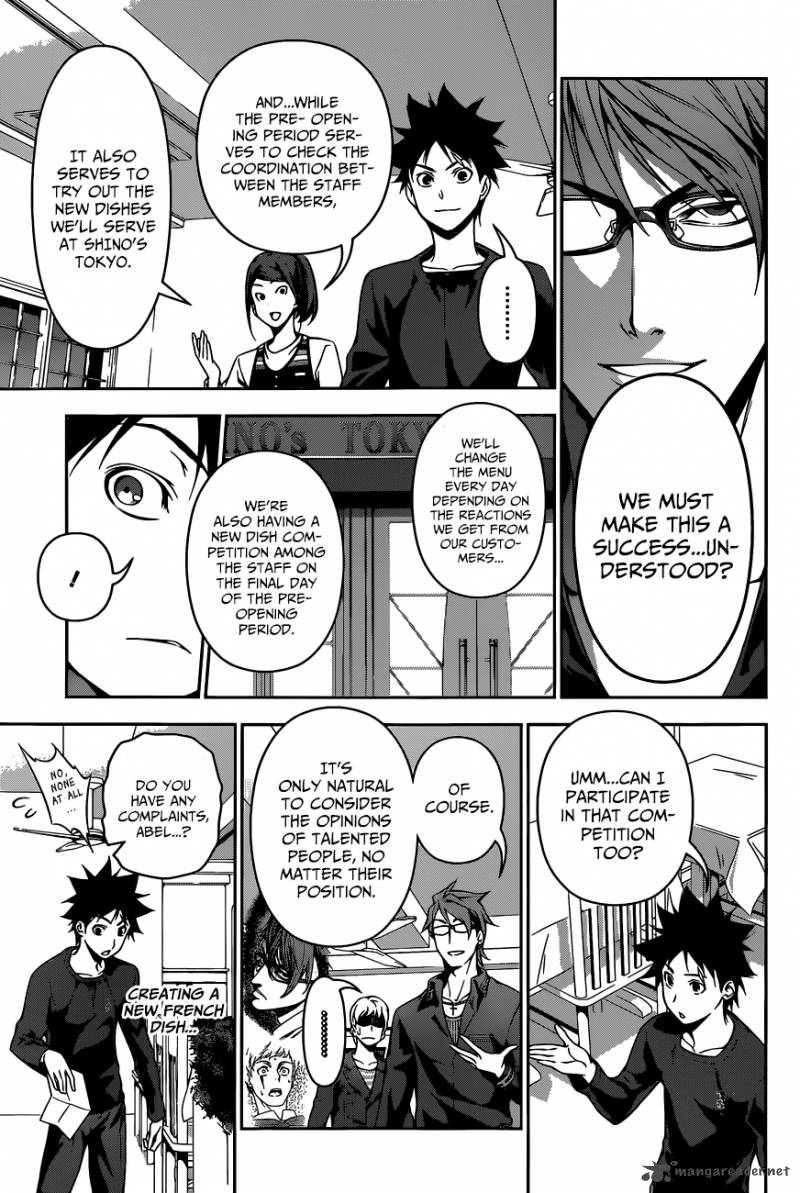 WE MUST
MAKE THIS A
SUCCESS...UN-
DERSTOOD?
AND...WHILE
THE PRE- OPEN-
ING PERIOD SER-
VES TO CHECK THE
COORDINATION BET-
WEEN THE STAFF
MEMBERS,
IT ALSO
SERVES TO
TRY OUT THE
NEW DISHES
WE'LL SERVE
AT SHINO'S
TOKYO.
.........
INO's TOKY
WE'LL
CHANGE
THE MENU
EVERY DAY
DEPENDING ON
THE REACTIONS
WE GET FROM
OUR CUSTO-
MERS...
WE'RE
ALSO HAVING A
NEW DISH COM-
PETITION AMONG
THE STAFF ON
THE FINAL DAY
OF THE PRE-
OPENING
PERIOD.
!
UMM...CAN I
PARTICIPATE
IN THAT COM-
PETITION
TOO?
OF
COURSE.
IT'S
ONLY NATURAL
TO CONSIDER
THE OPINIONS
OF TALENTED
PEOPLE, NO
MATTER THEIR
POSITION.
.........
DO YOU
HAVE ANY
COMPLAINTS,
ABEL...?
NO,
NONE
AT ALL
...
CREATING A
NEW FRENCH
DISH...
mangareader.net